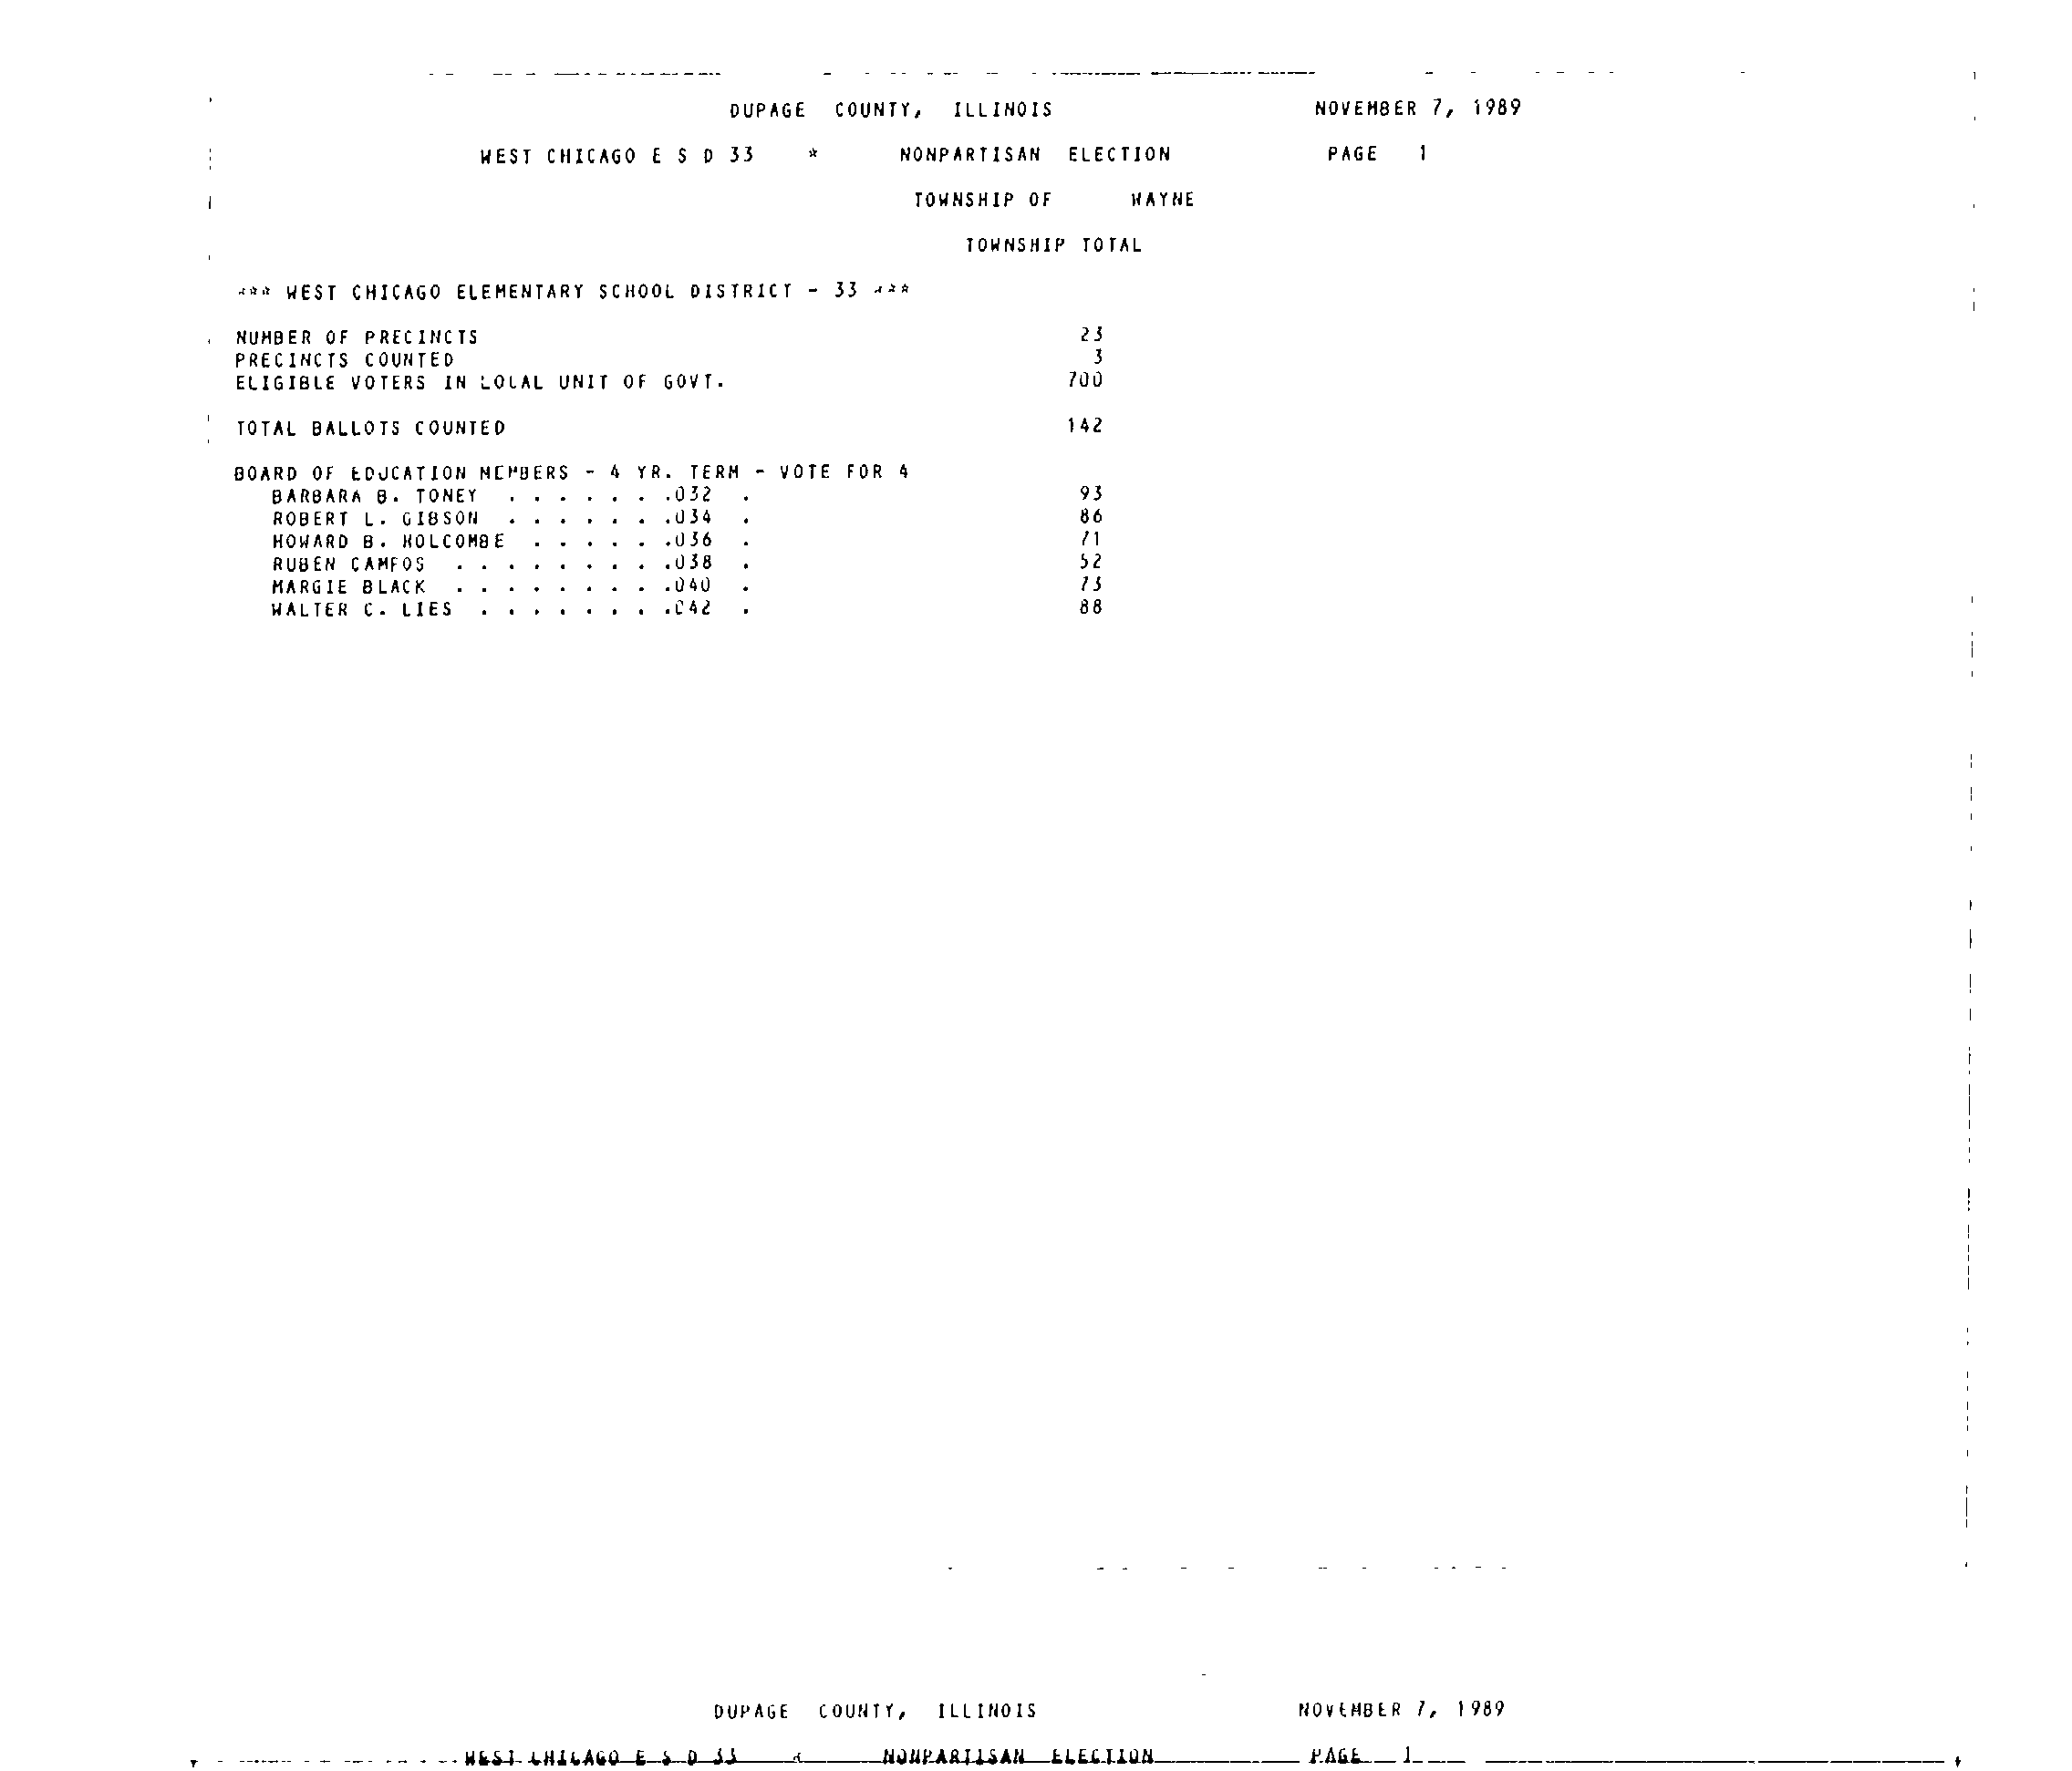 DUPAGE COUNTY, ILLINOIS NOVEMBER 7, 1989
WEST CHICAGO E S D 33 * NONPARTISAN ELECTION PAGE 1
TOWNSHIP OF WAYNE
TOWNSHIP TOTAL
*** WEST CHICAGO ELEMENTARY SCHOOL DISTRICT - 33 ***
NUMBER OF PRECINCTS 23
PRECINCTS COUNTED 3
ELIGIBLE VOTERS IN LOCAL UNIT OF GOVT. 700
TOTAL BALLOTS COUNTED 142
BOARD OF EDUCATION MEMBERS - 4 YR. TERM - VOTE FOR 4
BARBARA B. TONEY . . . . . . .032 . 93
ROBERT L. GIBSON . . . . . . .034 . 86
HOWARD B. HOLCOMBE . . . . . .036 . 71
RUBEN CAMPOS . . . . . . . . .038 . 52
MARGIE BLACK . . . . . . . . .040 . 73
WALTER C. LIES . . . . . . . .042 . 88
DUPAGE COUNTY, ILLINOIS NOVEMBER 7, 1989
WEST CHICAGO E S D 33 * NONPARTISAN ELECTION PAGE 1